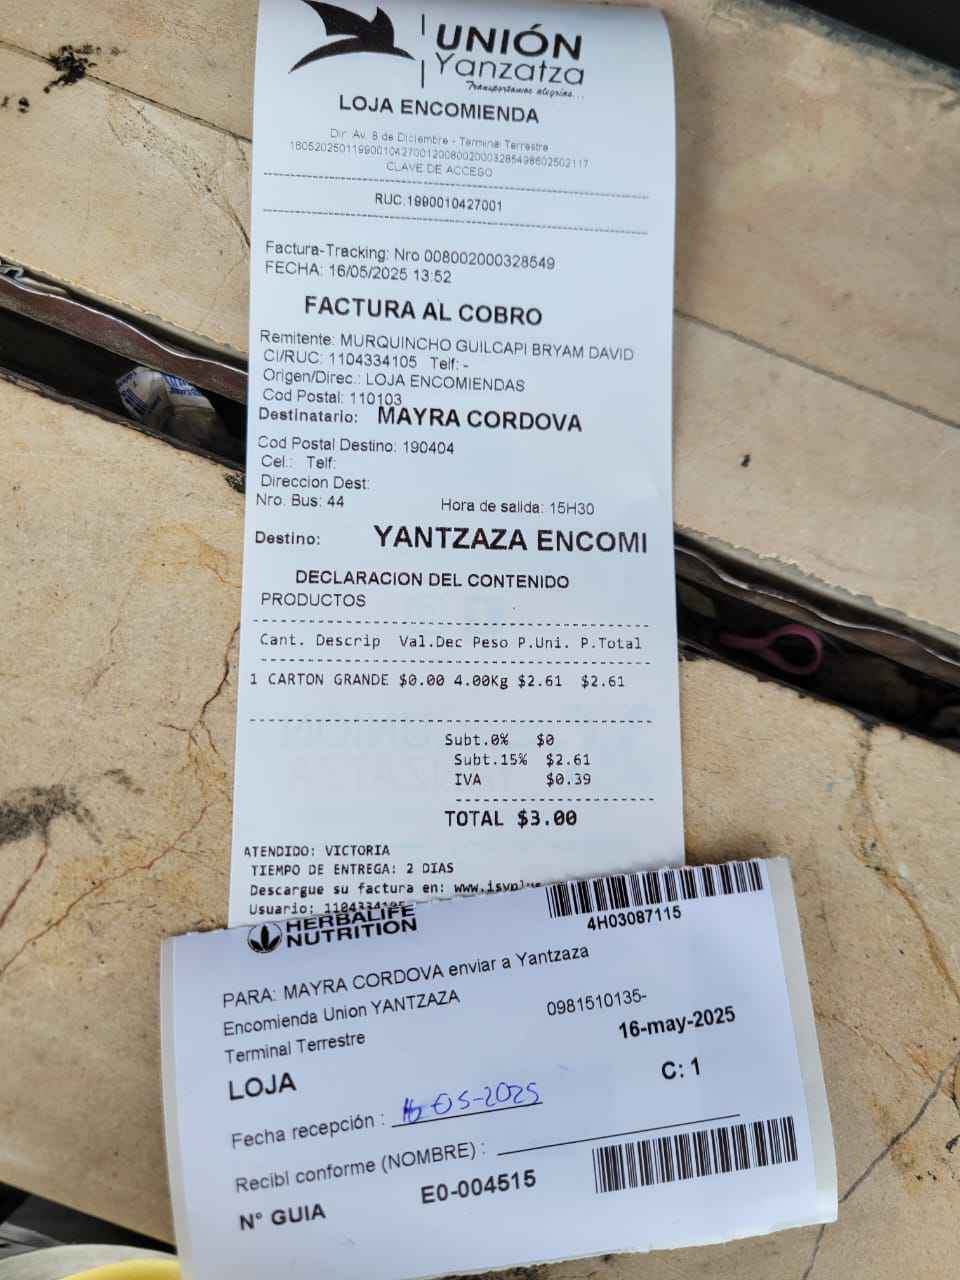 UNIÓN
Yanzatza
Transportamos alegrías...
LOJA ENCOMIENDA
Dir: Av. 8 de Diciembre - Terminal Terrestre
1605202501199001042700120080020003285498602502117
CLAVE DE ACCESO
RUC.1990010427001
Factura-Tracking: Nro 008002000328549
FECHA: 16/05/2025 13:52
FACTURA AL COBRO
Remitente: MURQUINCHO GUILCAPI BRYAM DAVID
CI/RUC: 1104334105 Telf: -
Origen/Direc.: LOJA ENCOMIENDAS
Cod Postal: 110103
Destinatario: MAYRA CORDOVA
Cod Postal Destino: 190404
Cel.: Telf:
Direccion Dest:
Nro. Bus: 44 Hora de salida: 15H30
Destino: YANTZAZA ENCOMI
DECLARACION DEL CONTENIDO
PRODUCTOS
Cant. Descrip Val.Dec Peso P.Uni. P.Total
1 CARTON GRANDE $0.00 4.00Kg $2.61 $2.61
Subt.0% $0
Subt.15% $2.61
IVA $0.39
TOTAL $3.00
ATENDIDO: VICTORIA
TIEMPO DE ENTREGA: 2 DIAS
Descargue su factura en: www.isyplus
Usuario: 1104334105
HERBALIFE
NUTRITION
4H03087115
PARA: MAYRA CORDOVA enviar a Yantzaza
Encomienda Union YANTZAZA
0981510135-
Terminal Terrestre
16-may-2025
LOJA
C: 1
Fecha recepción : 16-05-2025
Recibí conforme (NOMBRE) :
N° GUIA E0-004515